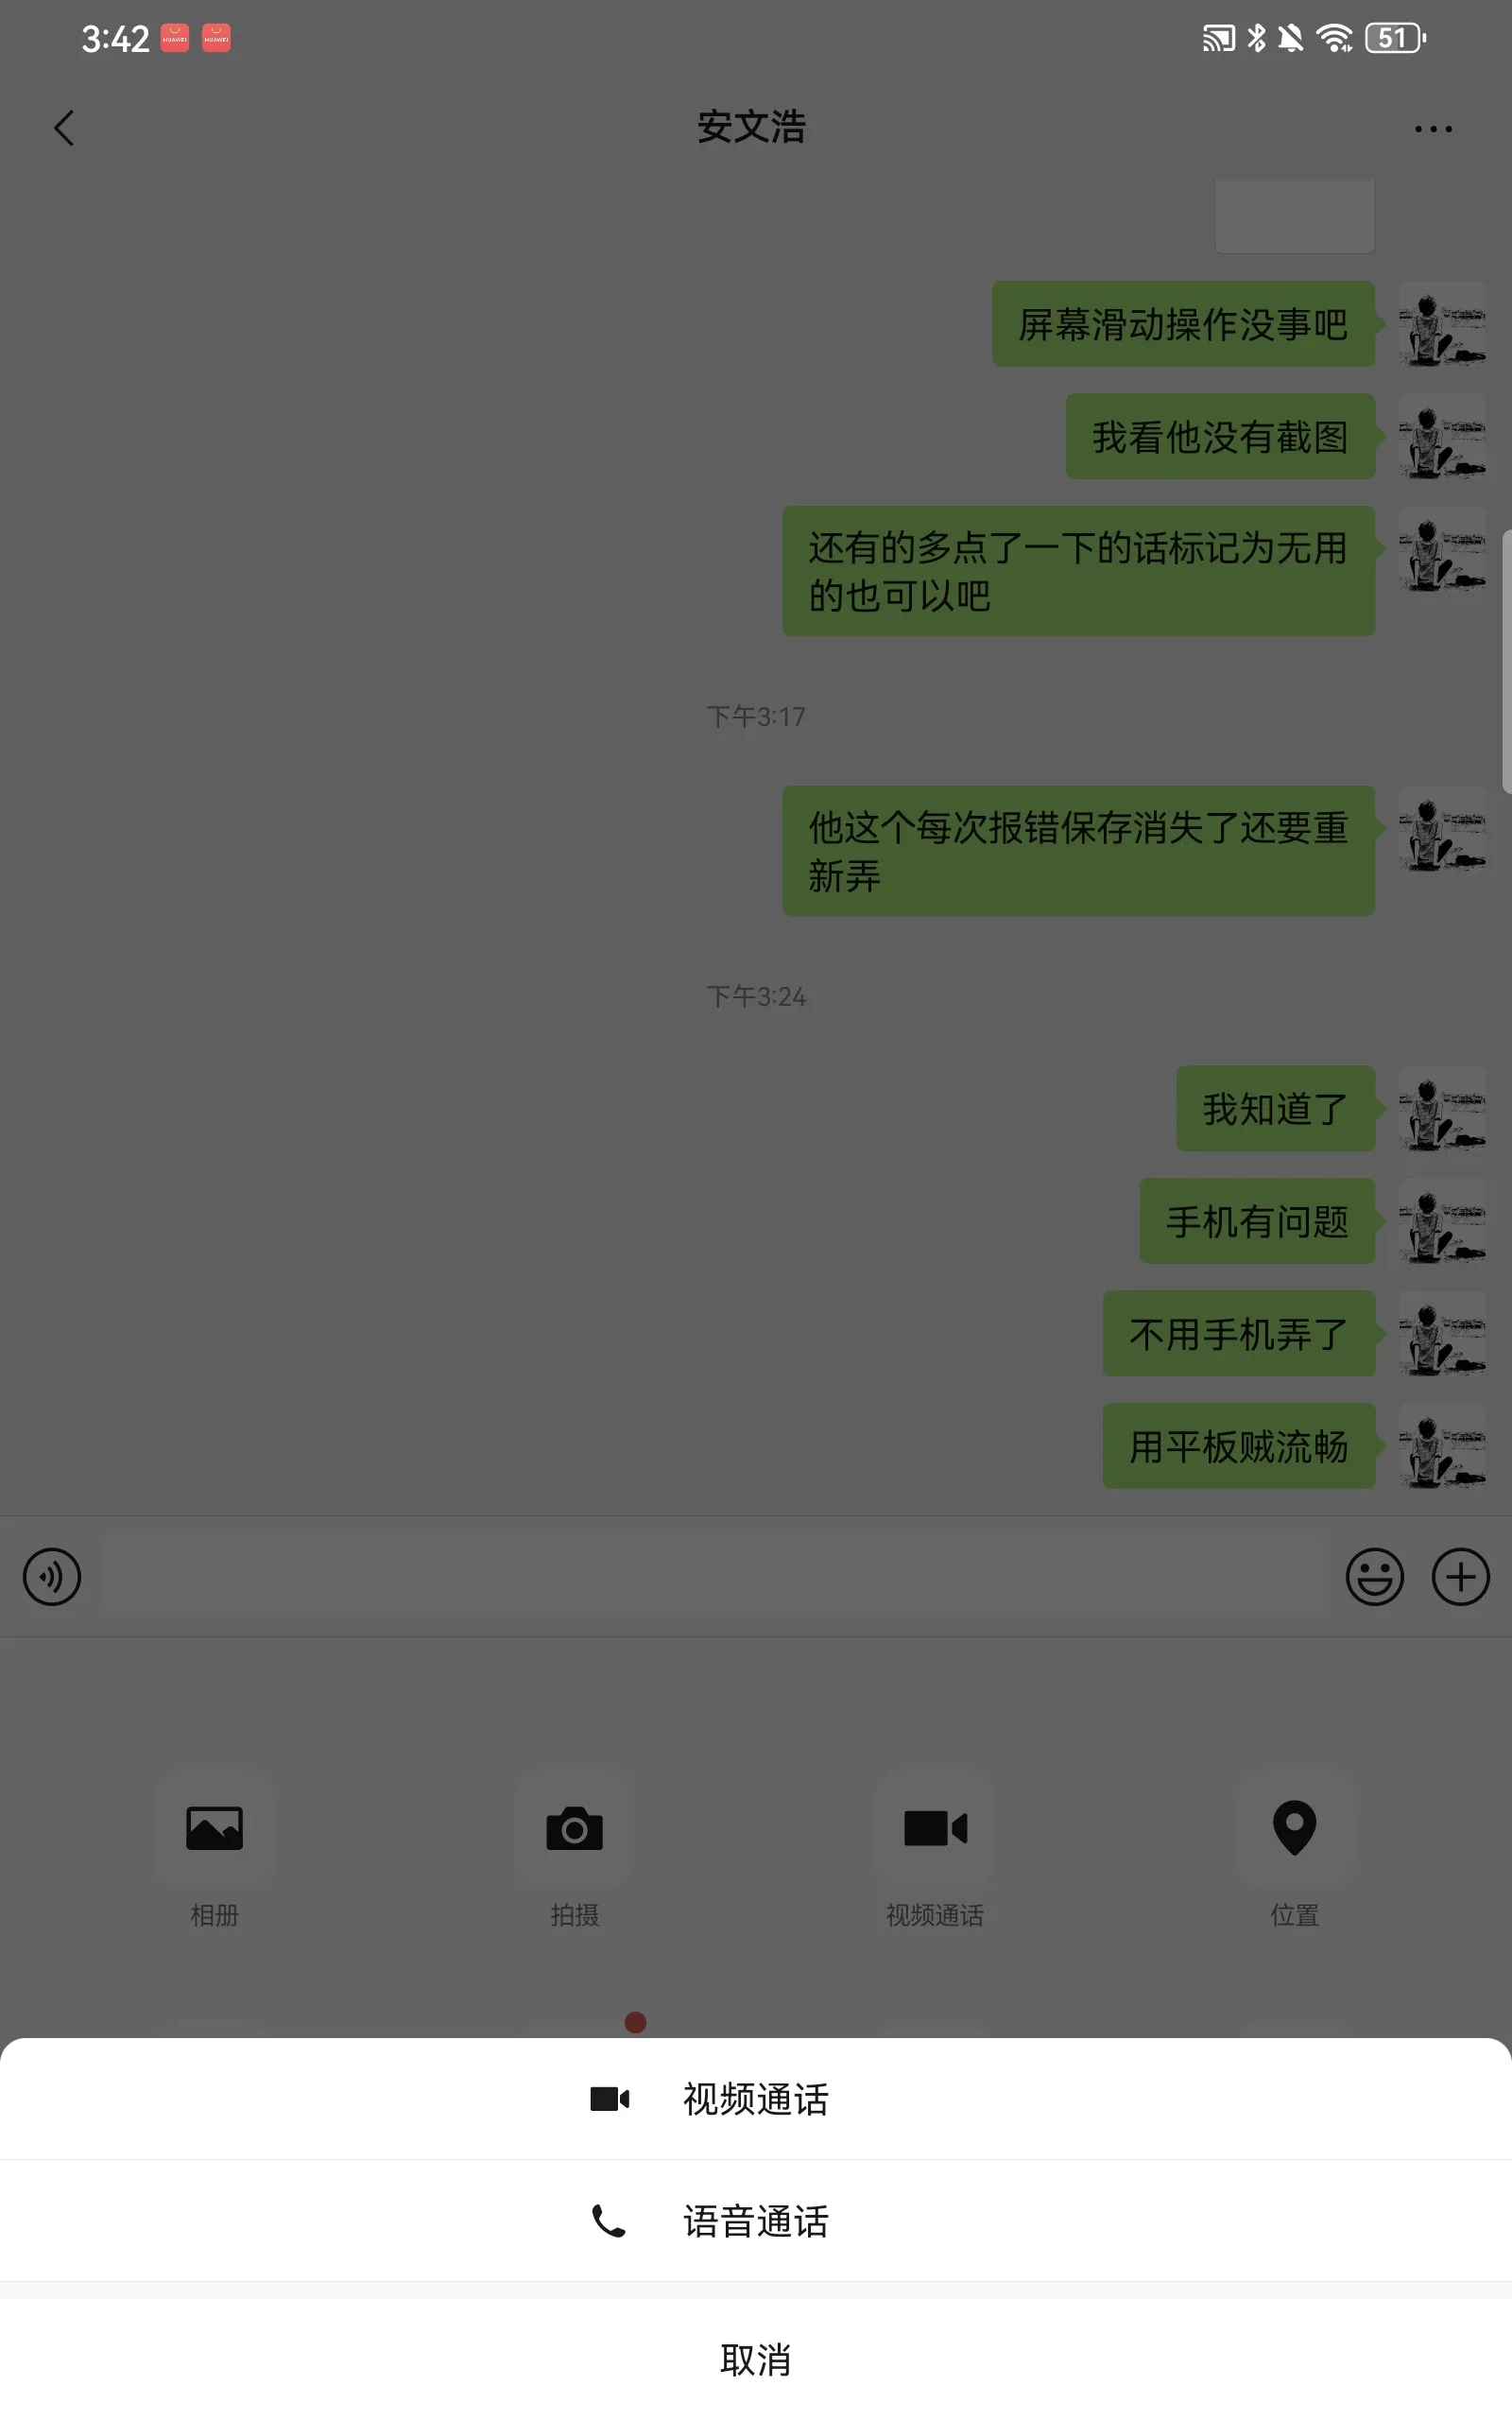 3:42
HUAWEI HUAWEI
51
安文浩
屏幕滑动操作没事吧
我看他没有截图
还有的多点了一下的话标记为无用
的也可以吧
下午3:17
他这个每次报错保存消失了还要重
新弄
下午3:24
我知道了
手机有问题
不用手机弄了
用平板贼流畅
相册 拍摄 视频通话 位置
视频通话
语音通话
取消